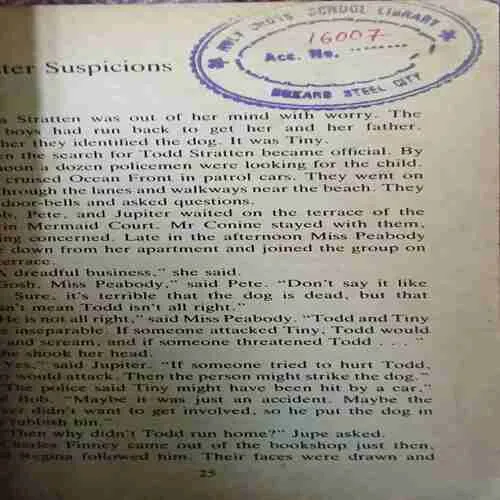 HOLY CROSS SCHOOL LIBRARY
16007
Acc. No. ........
BOKARO STEEL CITY
ter Suspicions
a Stratten was out of her mind with worry. The
boys had run back to get her and her father.
her they identified the dog. It was Tiny.
en the search for Todd Stratten became official. By
noon a dozen policemen were looking for the child.
cruised Ocean Front in patrol cars. They went on
through the lanes and walkways near the beach. They
door-bells and asked questions.
b, Pete, and Jupiter waited on the terrace of the
in Mermaid Court. Mr Conine stayed with them,
ing concerned. Late in the afternoon Miss Peabody
e down from her apartment and joined the group on
terrace.
A dreadful business," she said.
Gosh, Miss Peabody," said Pete. "Don't say it like
Sure, it's terrible that the dog is dead, but that
sn't mean Todd isn't all right."
He is not all right," said Miss Peabody. "Todd and Tiny
e inseparable. If someone attacked Tiny, Todd would
and scream, and if someone threatened Todd . . . "
he shook her head.
Yes," said Jupiter. "If someone tried to hurt Todd,
y would attack. Then the person might strike the dog."
The police said Tiny might have been hit by a car,"
d Bob. "Maybe it was just an accident. Maybe the
ver didn't want to get involved, so he put the dog in
rubbish bin."
Then why didn't Todd run home?" Jupe asked.
Charles Finney came out of the bookshop just then,
d Regina followed him. Their faces were drawn and
25